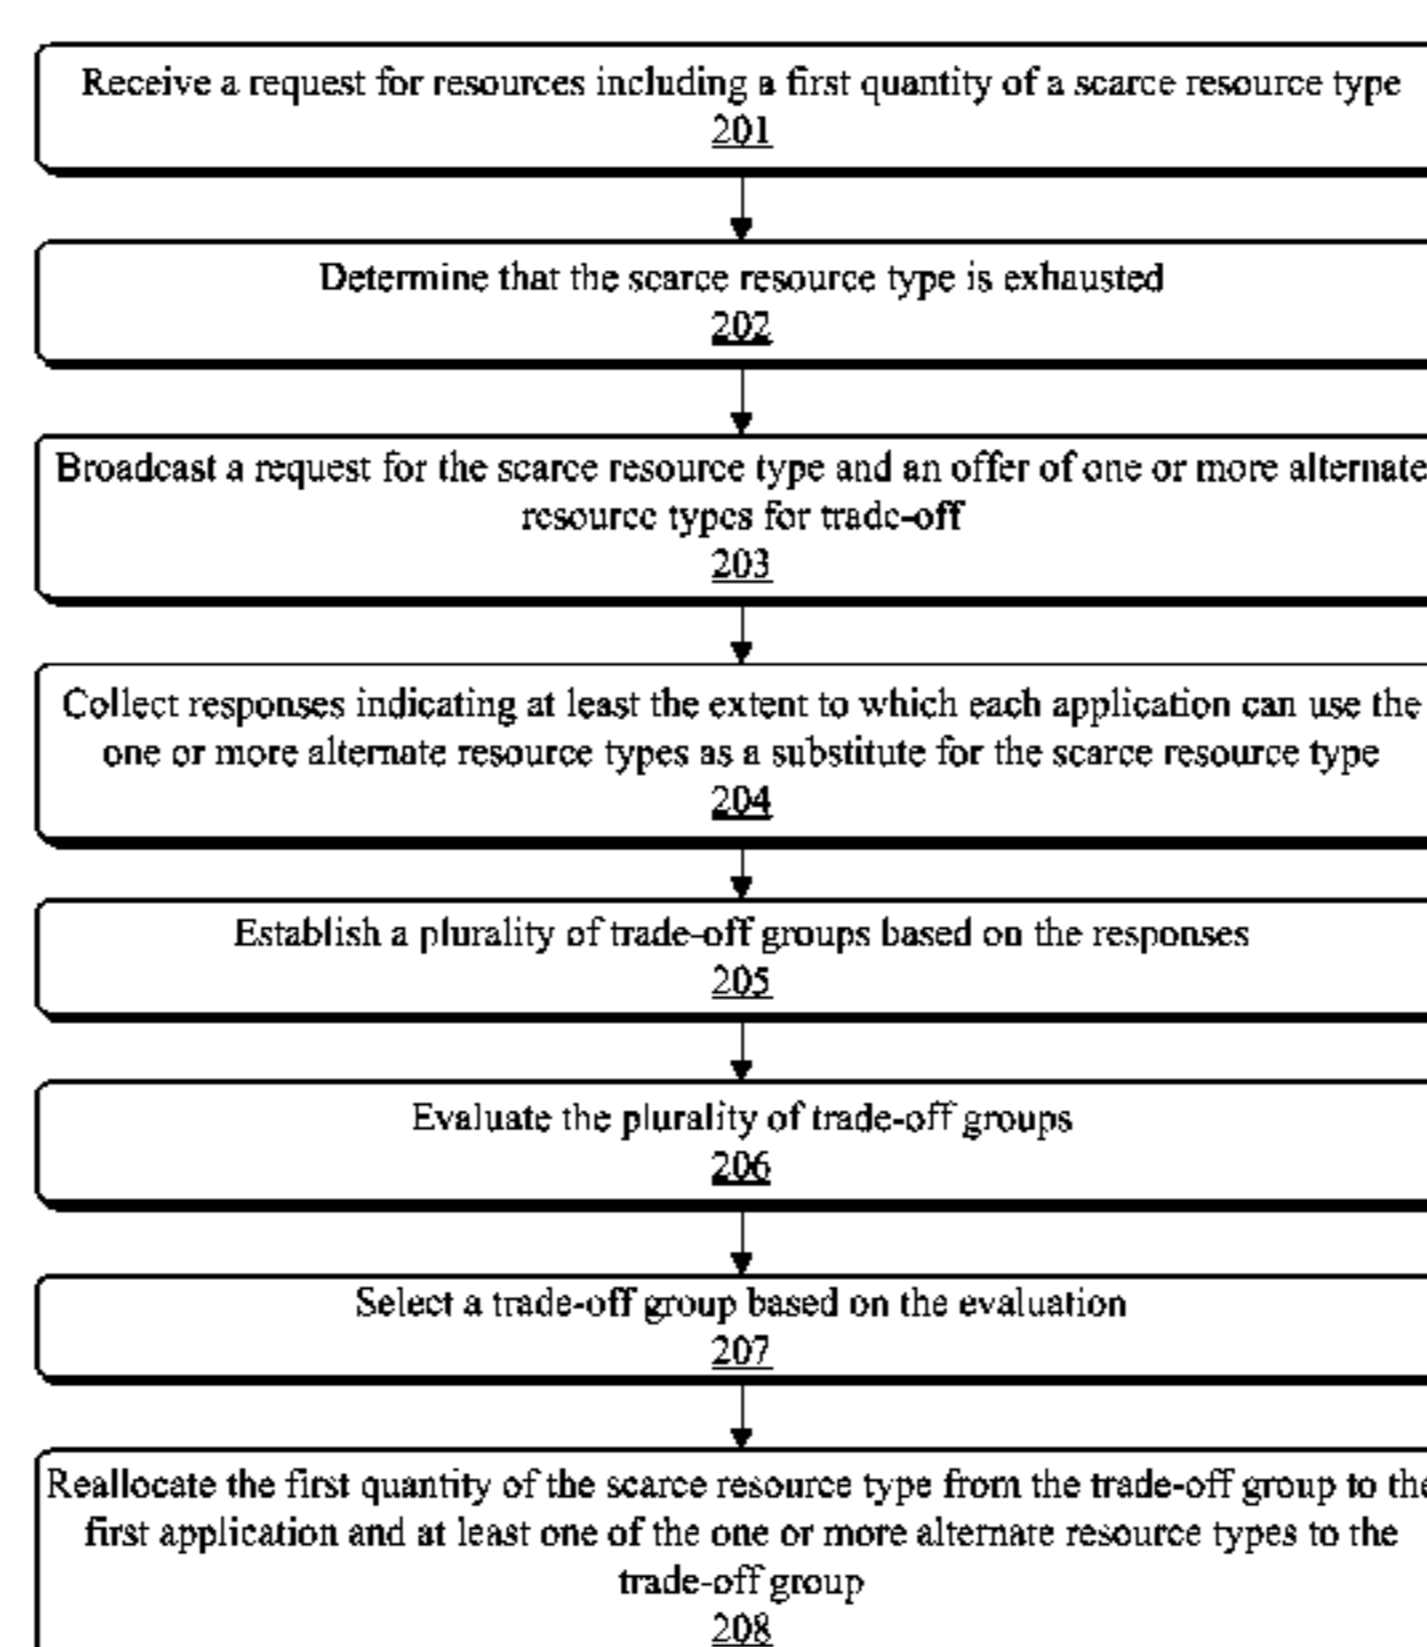 Receive a request for resources including a first quantity of a scarce resource type
201
Determine that the scarce resource type is exhausted
202
Broadcast a request for the scarce resource type and an offer of one or more alternate
resource types for trade-off
203
Collect responses indicating at least the extent to which each application can use the
one or more alternate resource types as a substitute for the scarce resource type
204
Establish a plurality of trade-off groups based on the responses
205
Evaluate the plurality of trade-off groups
206
Select a trade-off group based on the evaluation
207
Reallocate the first quantity of the scarce resource type from the trade-off group to the
first application and at least one of the one or more alternate resource types to the
trade-off group
208